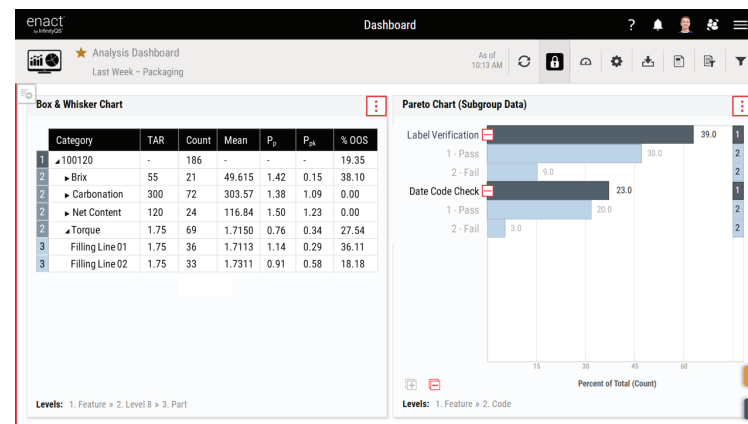 enact
by InfinityQS®
Dashboard
?
Analysis Dashboard
Last Week – Packaging
As of
10:13 AM
Box & Whisker Chart
Category TAR Count Mean Pp Ppk % OOS
1 100120 - 186 - - - 19.35
2 Brix 55 21 49.615 1.42 0.15 38.10
2 Carbonation 300 72 303.57 1.38 1.09 0.00
2 Net Content 120 24 116.84 1.50 1.23 0.00
2 Torque 1.75 69 1.7150 0.76 0.34 27.54
3 Filling Line 01 1.75 36 1.7113 1.14 0.29 36.11
3 Filling Line 02 1.75 33 1.7311 0.91 0.58 18.18
Levels: 1. Feature » 2. Level 8 » 3. Part
Pareto Chart (Subgroup Data)
Label Verification 39.0 1
1 - Pass 30.0 2
2 - Fail 9.0 2
Date Code Check 23.0 1
1 - Pass 20.0 2
2 - Fail 3.0 2
15 30 45 60
Percent of Total (Count)
Levels: 1. Feature » 2. Code